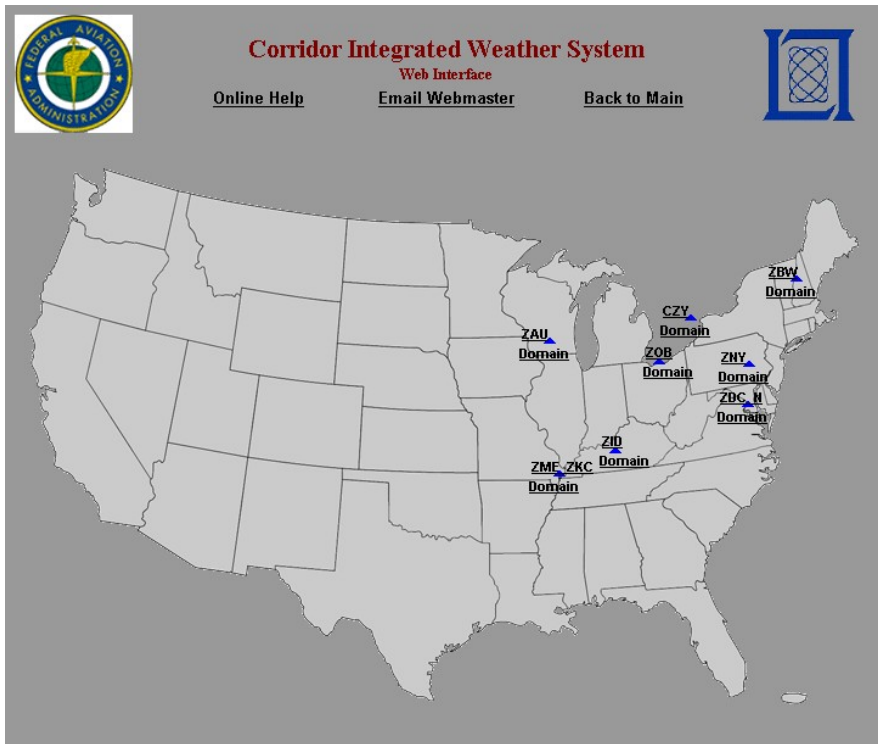 FEDERAL AVIATION
ADMINISTRATION
Corridor Integrated Weather System
Web Interface
Online Help
Email Webmaster
Back to Main
ZBW
Domain
CZY
Domain
ZAU
Domain
ZOB
Domain
ZNY
Domain
ZDC_N
Domain
ZID
Domain
ZME_ZKC
Domain